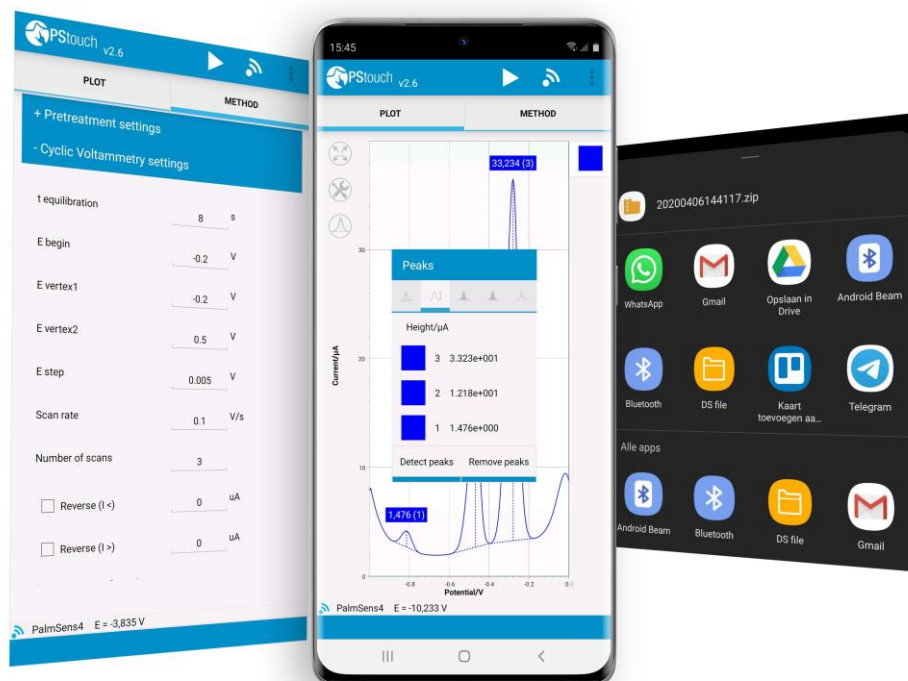 PStouch v2.6
PLOT
METHOD
+ Pretreatment settings
- Cyclic Voltammetry settings
t equilibration 8 s
E begin -0.2 V
E vertex1 -0.2 V
E vertex2 0.5 V
E step 0.005 V
Scan rate 0.1 V/s
Number of scans 3
Reverse (I <) 0 uA
Reverse (I >) 0 uA
PalmSens4 E = -3,835 V
15:45
PStouch v2.6
PLOT
METHOD
33,234 (3)
30
Peaks
Height/µA
3 3.323e+001
2 1.218e+001
1 1.476e+000
Detect peaks
Remove peaks
20
Current/µA
10
1,476 (1)
0
-0.8
-0.6
-0.4
-0.2
0.0
Potential/V
PalmSens4 E = -10,233 V
20200406144117.zip
WhatsApp
Gmail
Opslaan in
Drive
Android Beam
Bluetooth
DS file
Kaart
toevoegen aa...
Telegram
Alle apps
Android Beam
Bluetooth
DS file
Gmail